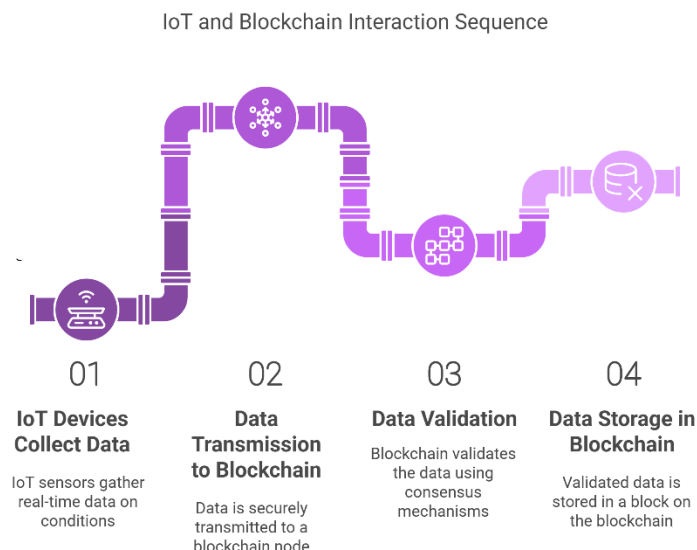 IoT and Blockchain Interaction Sequence
01
IoT Devices
Collect Data
IoT sensors gather
real-time data on
conditions
02
Data
Transmission
to Blockchain
Data is securely
transmitted to a
blockchain node
03
Data Validation
Blockchain validates
the data using
consensus
mechanisms
04
Data Storage in
Blockchain
Validated data is
stored in a block on
the blockchain